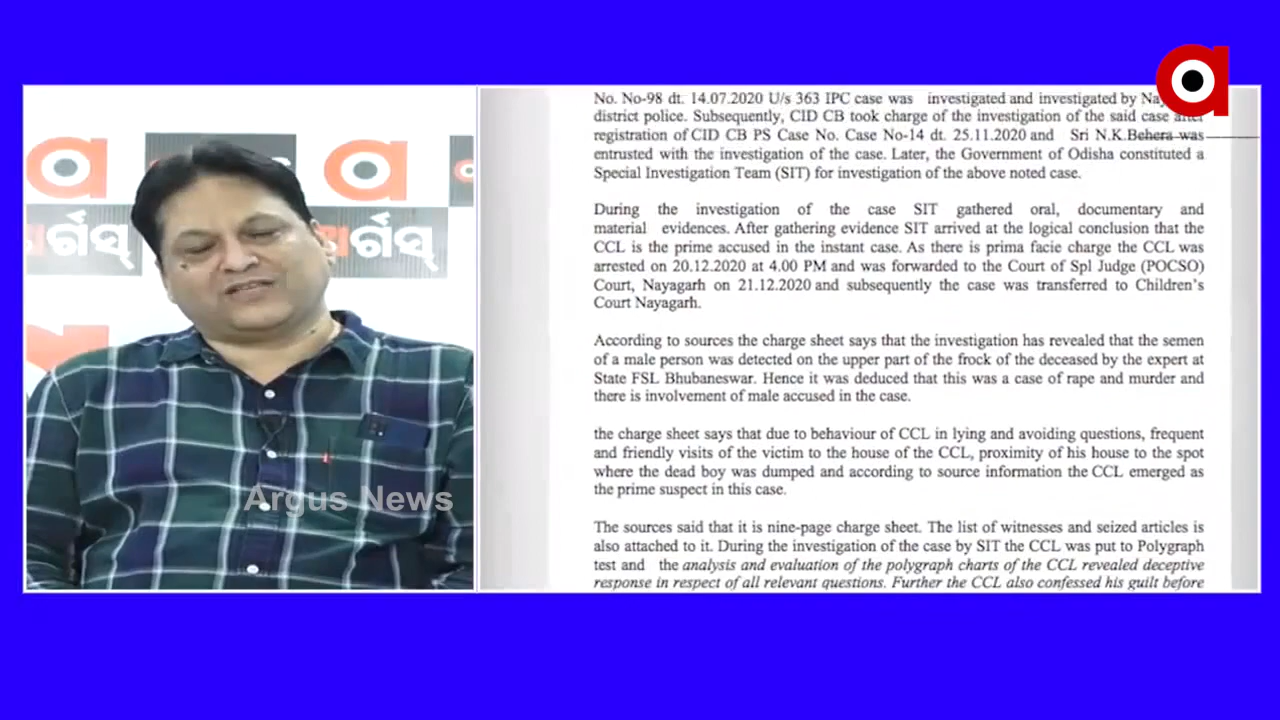 ର୍ଗସ୍
ର୍ଗସ୍
Argus News
No. No-98 dt. 14.07.2020 U/s 363 IPC case was investigated and investigated by
district police. Subsequently, CID CB took charge of the investigation of the said case after
registration of CID CB PS Case No. Case No-14 dt. 25.11.2020 and Sri N.K.Behera was
entrusted with the investigation of the case. Later, the Government of Odisha constituted a
Special Investigation Team (SIT) for investigation of the above noted case.
During the investigation of the case SIT gathered oral, documentary and
material evidences. After gathering evidence SIT arrived at the logical conclusion that the
CCL is the prime accused in the instant case. As there is prima facie charge the CCL was
arrested on 20.12.2020 at 4.00 PM and was forwarded to the Court of Spl Judge (POCSO)
Court, Nayagarh on 21.12.2020 and subsequently the case was transferred to Children's
Court Nayagarh.
According to sources the charge sheet says that the investigation has revealed that the semen
of a male person was detected on the upper part of the frock of the deceased by the expert at
State FSL Bhubaneswar. Hence it was deduced that this was a case of rape and murder and
there is involvement of male accused in the case.
the charge sheet says that due to behaviour of CCL in lying and avoiding questions, frequent
and friendly visits of the victim to the house of the CCL, proximity of his house to the spot
where the dead boy was dumped and according to source information the CCL emerged as
the prime suspect in this case.
The sources said that it is nine-page charge sheet. The list of witnesses and seized articles is
also attached to it. During the investigation of the case by SIT the CCL was put to Polygraph
test and the analysis and evaluation of the polygraph charts of the CCL revealed deceptive
response in respect of all relevant questions. Further the CCL also confessed his guilt before